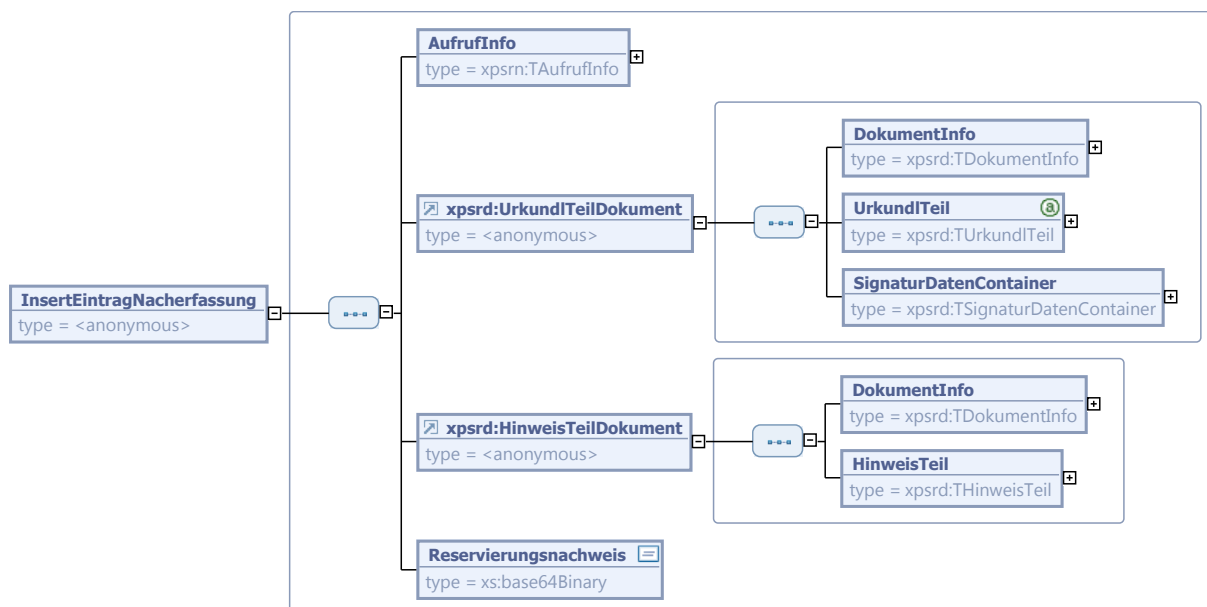 AufrufInfo
type = xpsrn:TAufrufInfo
DokumentInfo
type = xpsrd:TDokumentInfo
xpsrd:UrkundlTeilDokument
type = <anonymous>
UrkundlTeil
a
type = xpsrd:TUrkundlTeil
SignaturDatenContainer
type = xpsrd:TSignaturDatenContainer
InsertEintragNacherfassung
type = <anonymous>
DokumentInfo
type = xpsrd:TDokumentInfo
xpsrd:HinweisTeilDokument
type = <anonymous>
HinweisTeil
type = xpsrd:THinweisTeil
Reservierungsnachweis
type = xs:base64Binary